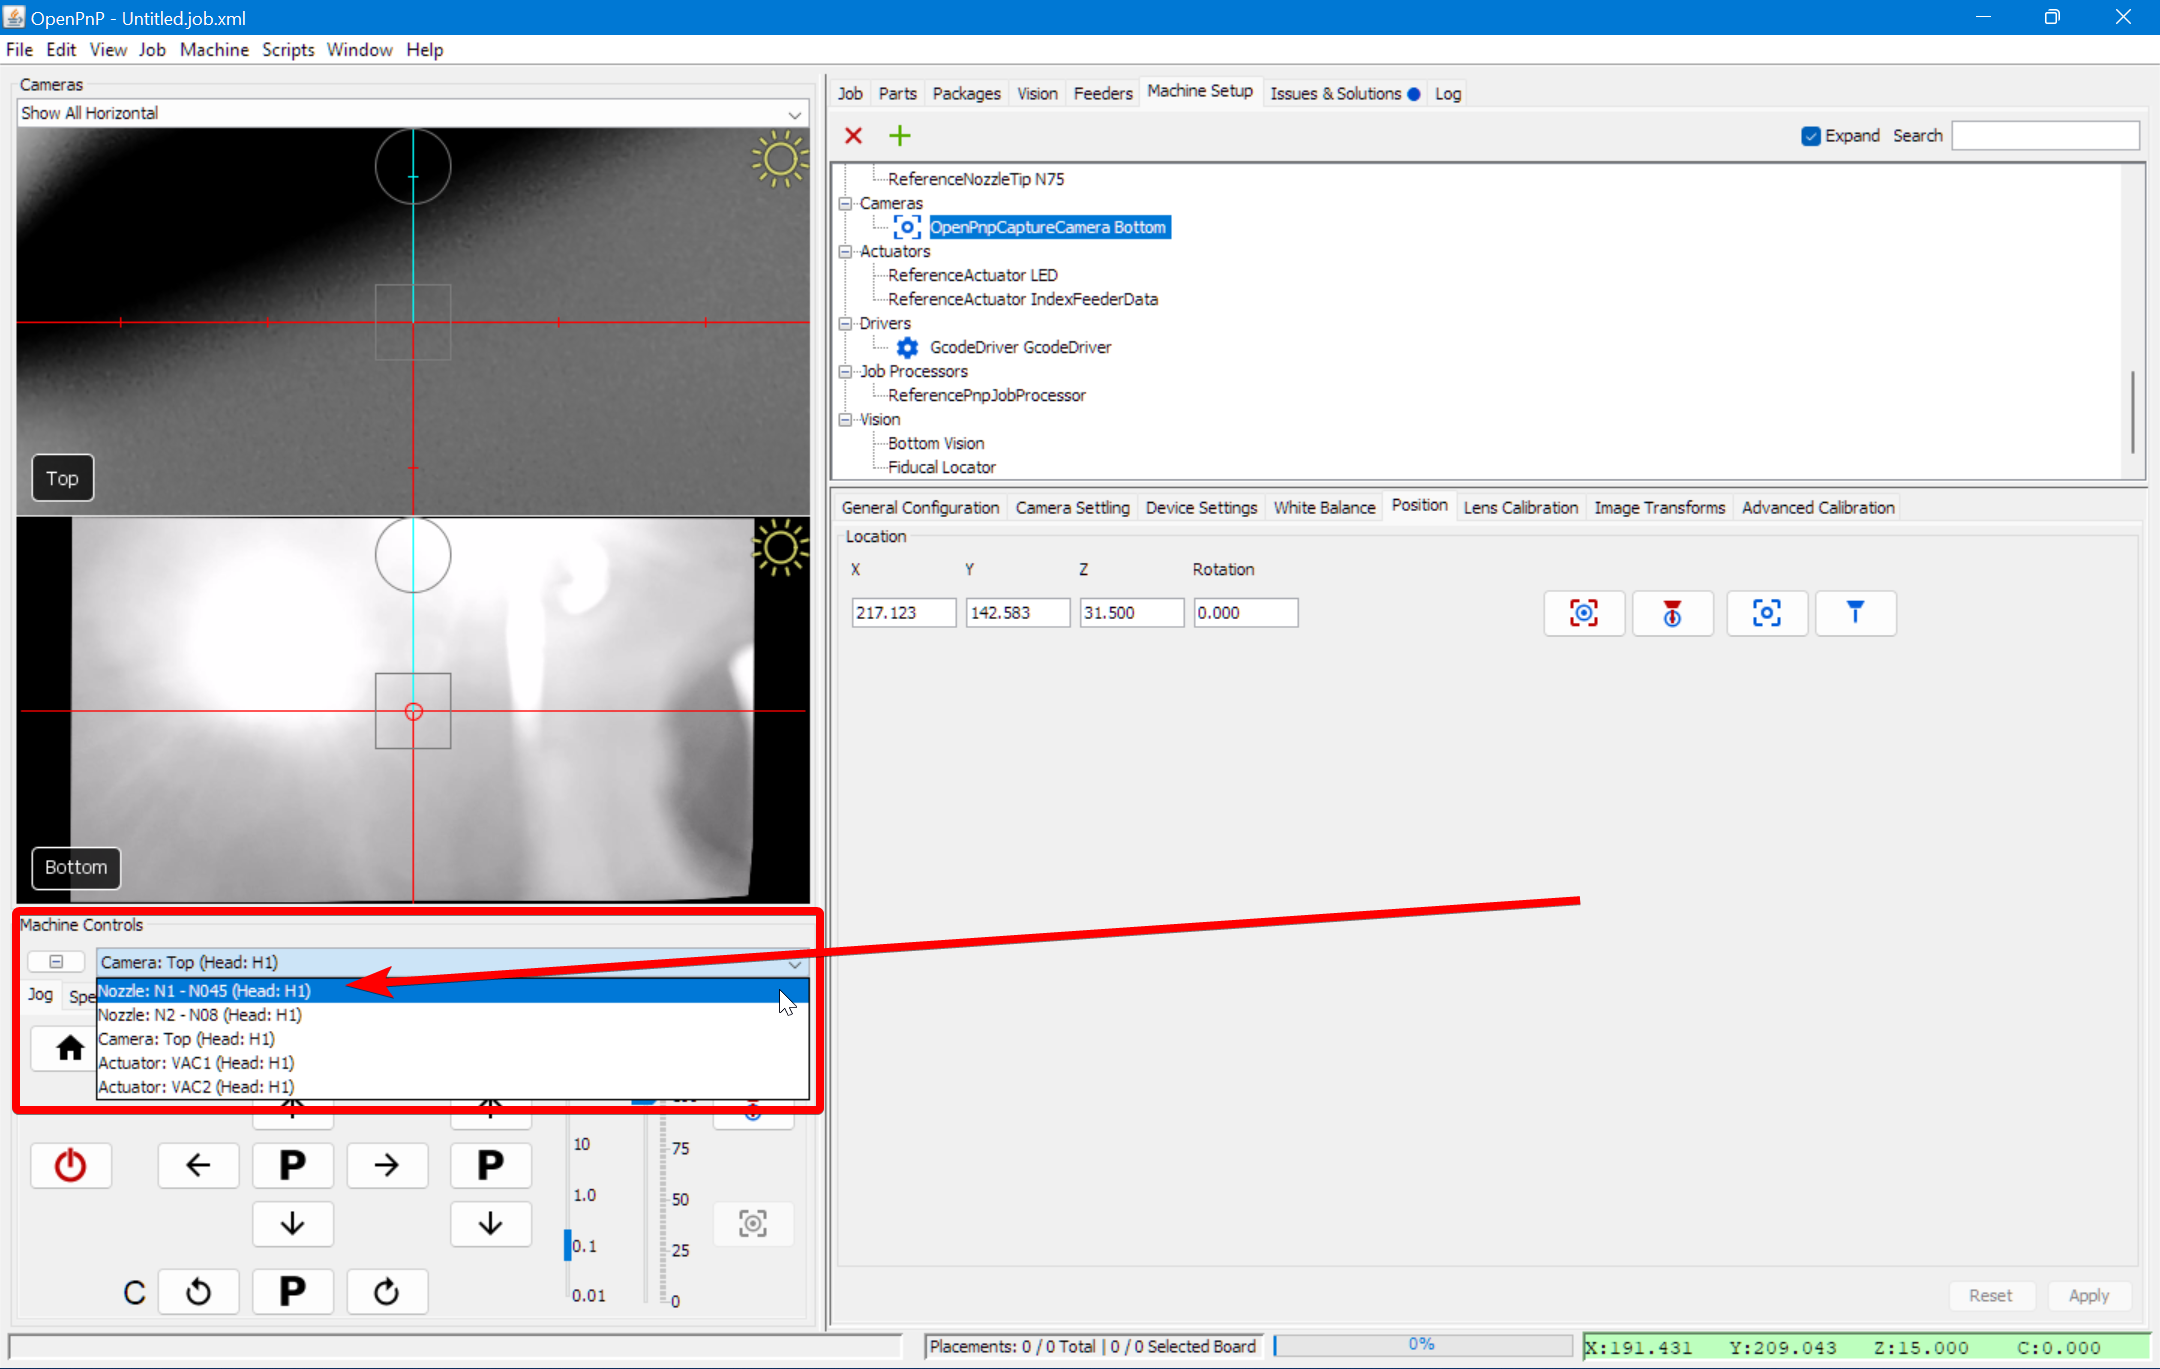 OpenPnP - Untitled.job.xml
File Edit View Job Machine Scripts Window Help
Cameras
Show All Horizontal
Top
Bottom
Machine Controls
Camera: Top (Head: H1)
Jog Spe
Nozzle: N1 - N045 (Head: H1)
Nozzle: N2 - N08 (Head: H1)
Camera: Top (Head: H1)
Actuator: VAC1 (Head: H1)
Actuator: VAC2 (Head: H1)
P P
10
1.0
0.1
0.01
75
50
25
0
C P
Job Parts Packages Vision Feeders Machine Setup Issues & Solutions Log
Expand Search
ReferenceNozzleTip N75
Cameras
OpenPnpCaptureCamera Bottom
Actuators
ReferenceActuator LED
ReferenceActuator IndexFeederData
Drivers
GcodeDriver GcodeDriver
Job Processors
ReferencePnpJobProcessor
Vision
Bottom Vision
Fiducal Locator
General Configuration Camera Settling Device Settings White Balance Position Lens Calibration Image Transforms Advanced Calibration
Location
X Y Z Rotation
217.123 142.583 31.500 0.000
Reset Apply
Placements: 0 / 0 Total | 0 / 0 Selected Board 0% X:191.431 Y:209.043 Z:15.000 C:0.000